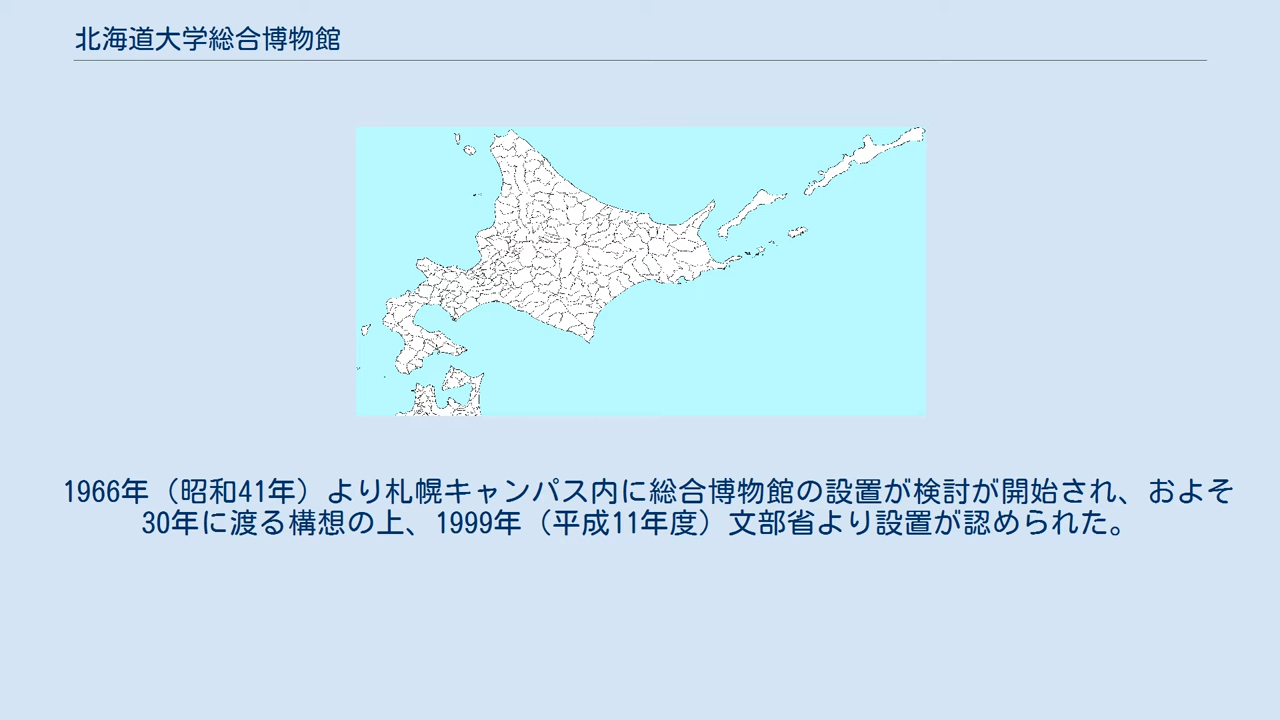 北海道大学総合博物館
1966年（昭和41年）より札幌キャンパス内に総合博物館の設置が検討が開始され、およそ
30年に渡る構想の上、1999年（平成11年度）文部省より設置が認められた。